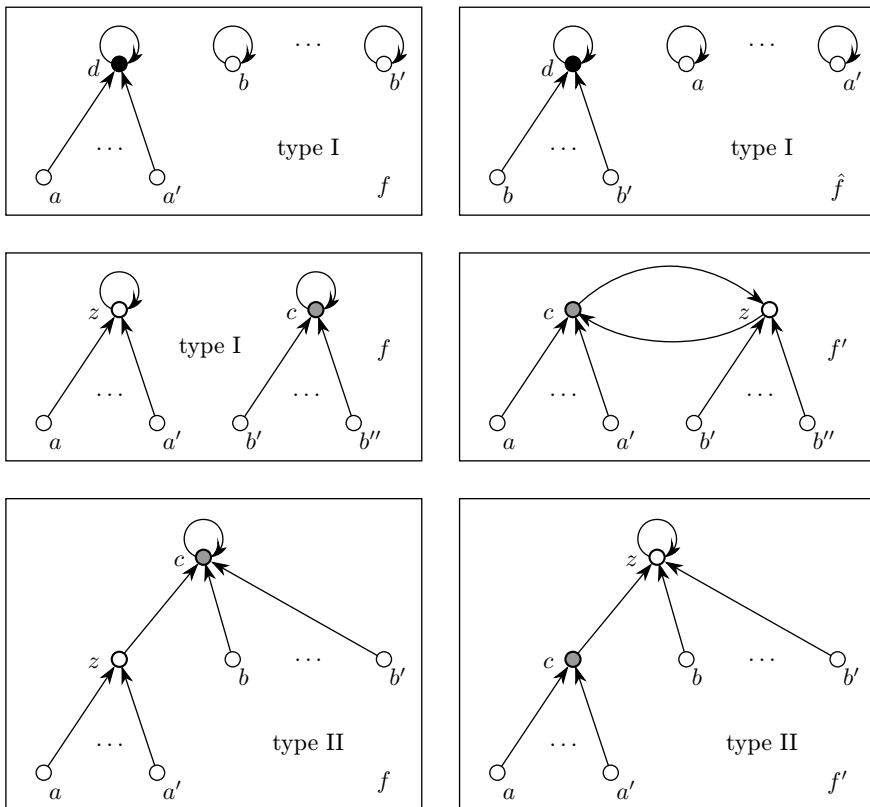 d b ··· b′
··· type I
a a′ f
d a ··· a′
··· type I
b b′ f̂
z c
type I f
··· ···
a a′ b′ b′′
c z
f′
··· ···
a a′ b′ b′′
c
z b ··· b′
··· type II
a a′ f
z
c b ··· b′
··· type II
a a′ f′